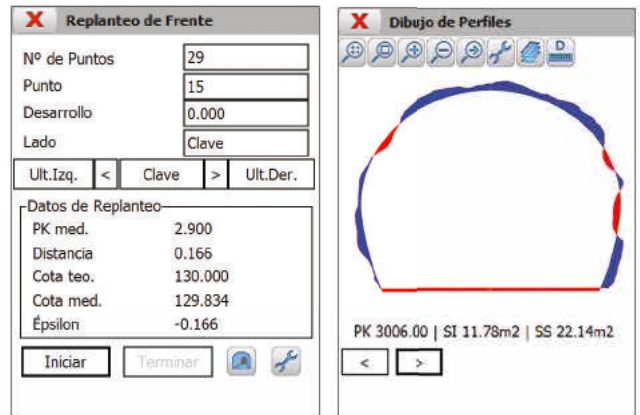 X Replanteo de Frente
Nº de Puntos 29
Punto 15
Desarrollo 0.000
Lado Clave
Ult.Izq. < Clave > Ult.Der.
Datos de Replanteo
PK med. 2.900
Distancia 0.166
Cota teo. 130.000
Cota med. 129.834
Épsilon -0.166
Iniciar Terminar
X Dibujo de Perfiles
D
PK 3006.00 | SI 11.78m2 | SS 22.14m2
< >